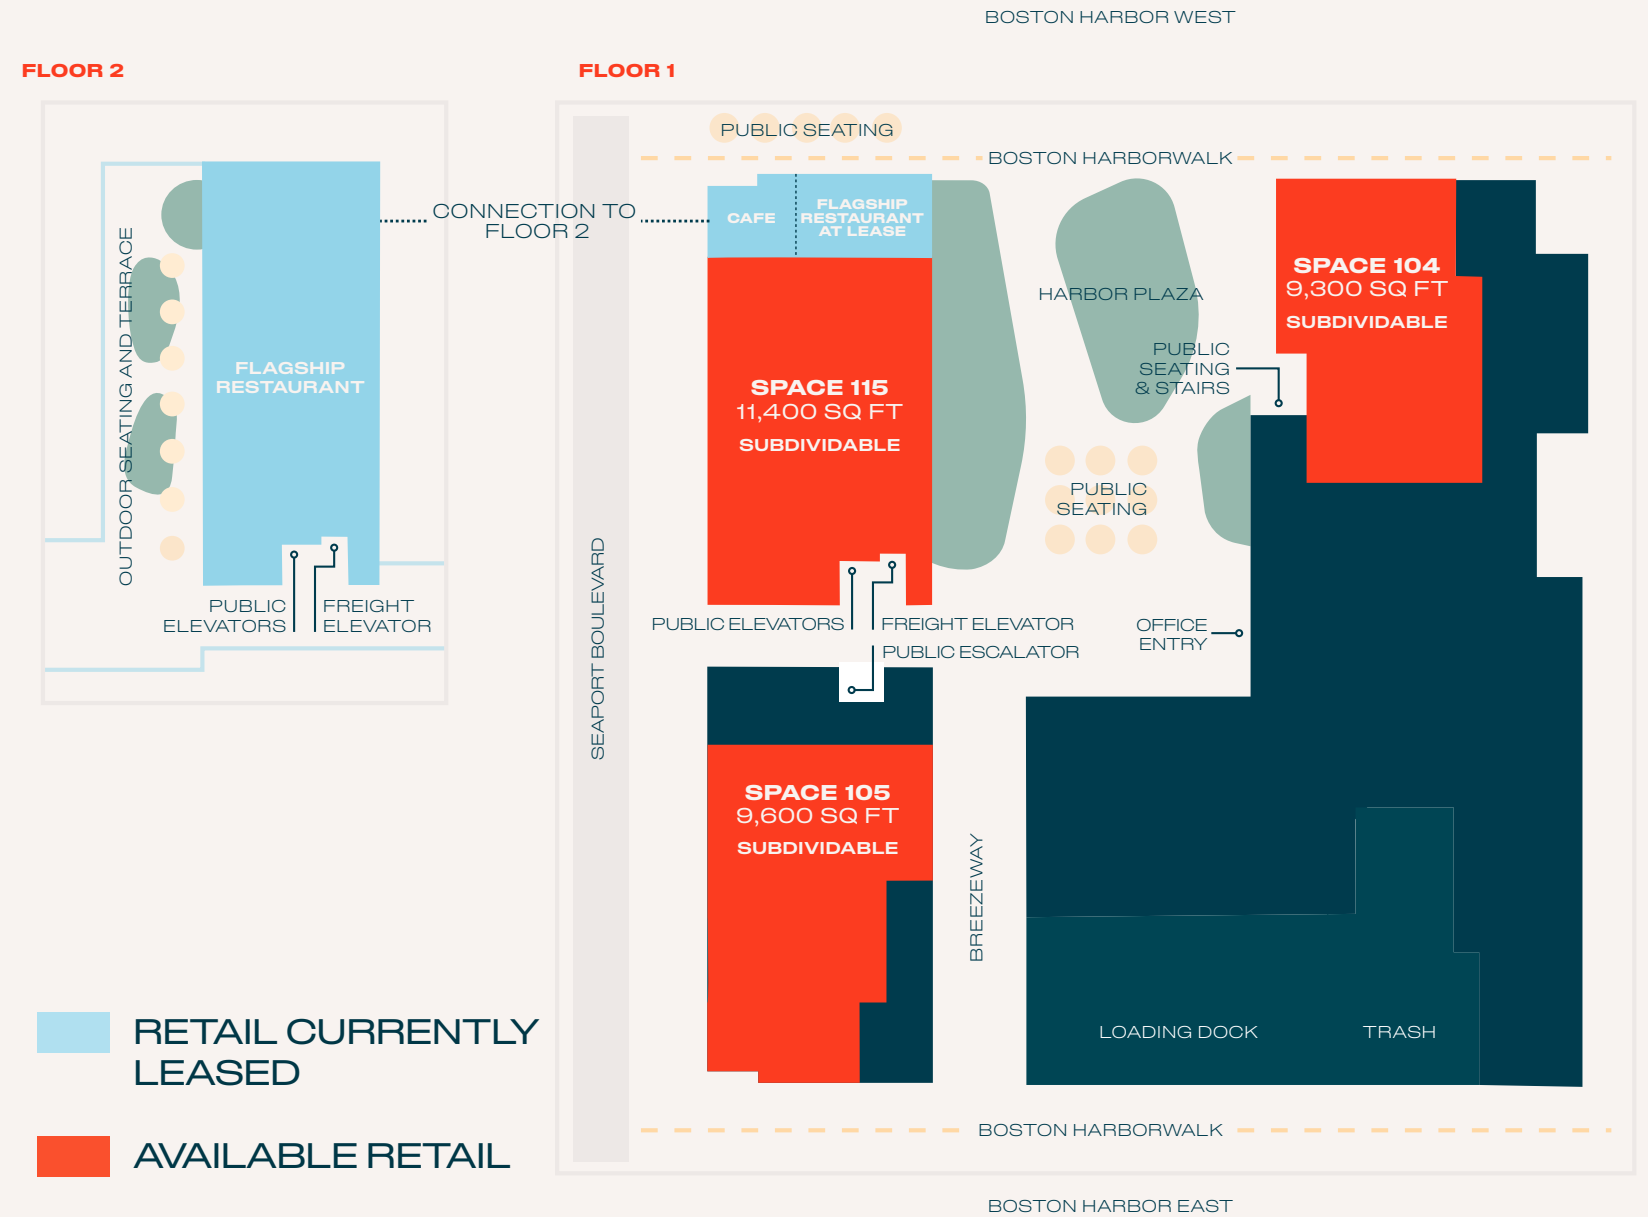 BOSTON HARBOR WEST
FLOOR 2
FLOOR 1
PUBLIC SEATING
BOSTON HARBORWALK
CONNECTION TO
FLOOR 2
CAFE
FLAGSHIP
RESTAURANT
AT LEASE
OUTDOOR SEATING AND TERRACE
FLAGSHIP
RESTAURANT
PUBLIC
ELEVATORS
FREIGHT
ELEVATOR
SPACE 104
9,300 SQ FT
SUBDIVIDABLE
HARBOR PLAZA
PUBLIC
SEATING
& STAIRS
SPACE 115
11,400 SQ FT
SUBDIVIDABLE
PUBLIC
SEATING
SEAPORT BOULEVARD
PUBLIC ELEVATORS
FREIGHT ELEVATOR
PUBLIC ESCALATOR
OFFICE
ENTRY
SPACE 105
9,600 SQ FT
SUBDIVIDABLE
BREEZEWAY
LOADING DOCK
TRASH
RETAIL CURRENTLY
LEASED
AVAILABLE RETAIL
BOSTON HARBORWALK
BOSTON HARBOR EAST